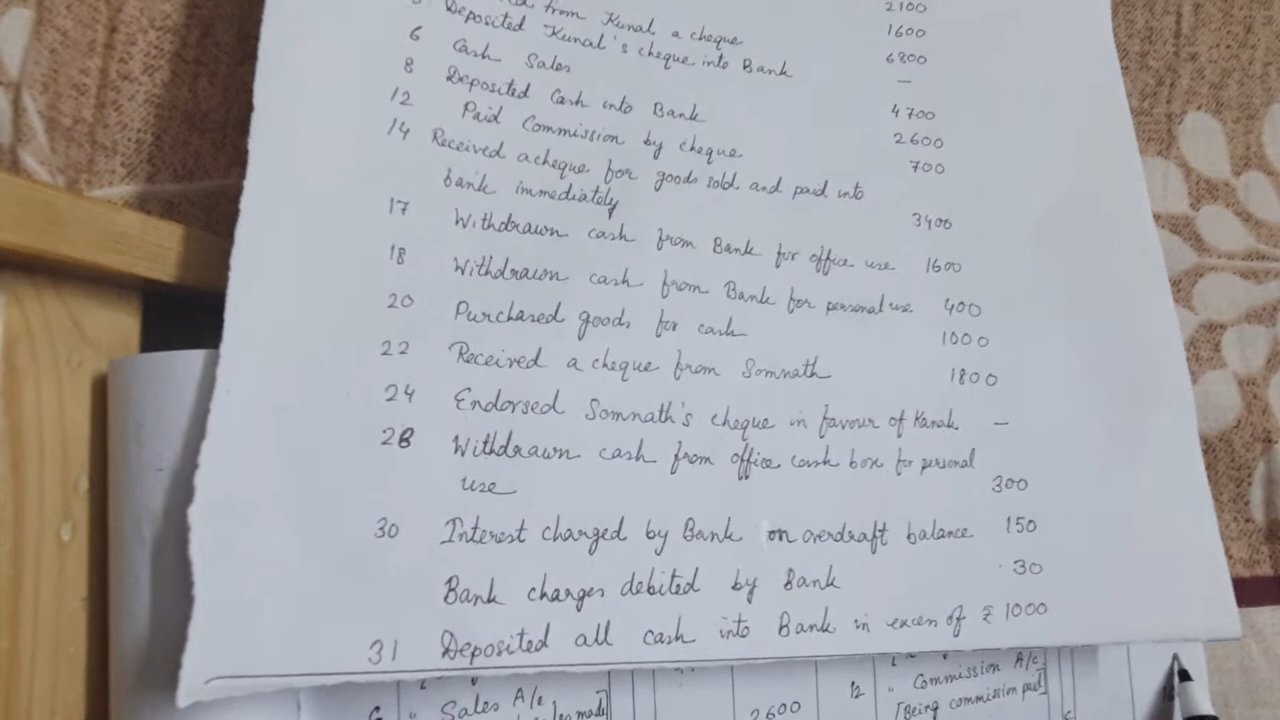 from Kunal a cheque 2100
Deposited Kunal's cheque into Bank 1600
6 Cash Sales 6800
8 Deposited Cash into Bank —
12 Paid Commission by cheque 4700
14 Received a cheque for goods sold and paid into 2600
bank immediately 700
17 Withdrawn cash from Bank for office use 3400
18 Withdrawn cash from Bank for personal use. 1600
20 Purchased goods for cash 400
22 Received a cheque from Somnath 1000
24 Endorsed Somnath's cheque in favour of Kanak 1800
28 Withdrawn cash from office cash box for personal —
use 300
30 Interest charged by Bank on overdraft balance 150
Bank charges debited by Bank 30
31 Deposited all cash into Bank in excen of ₹ 1000
6 " Sales A/c 2600 12 " Commission A/c
made] [Being commission paid]